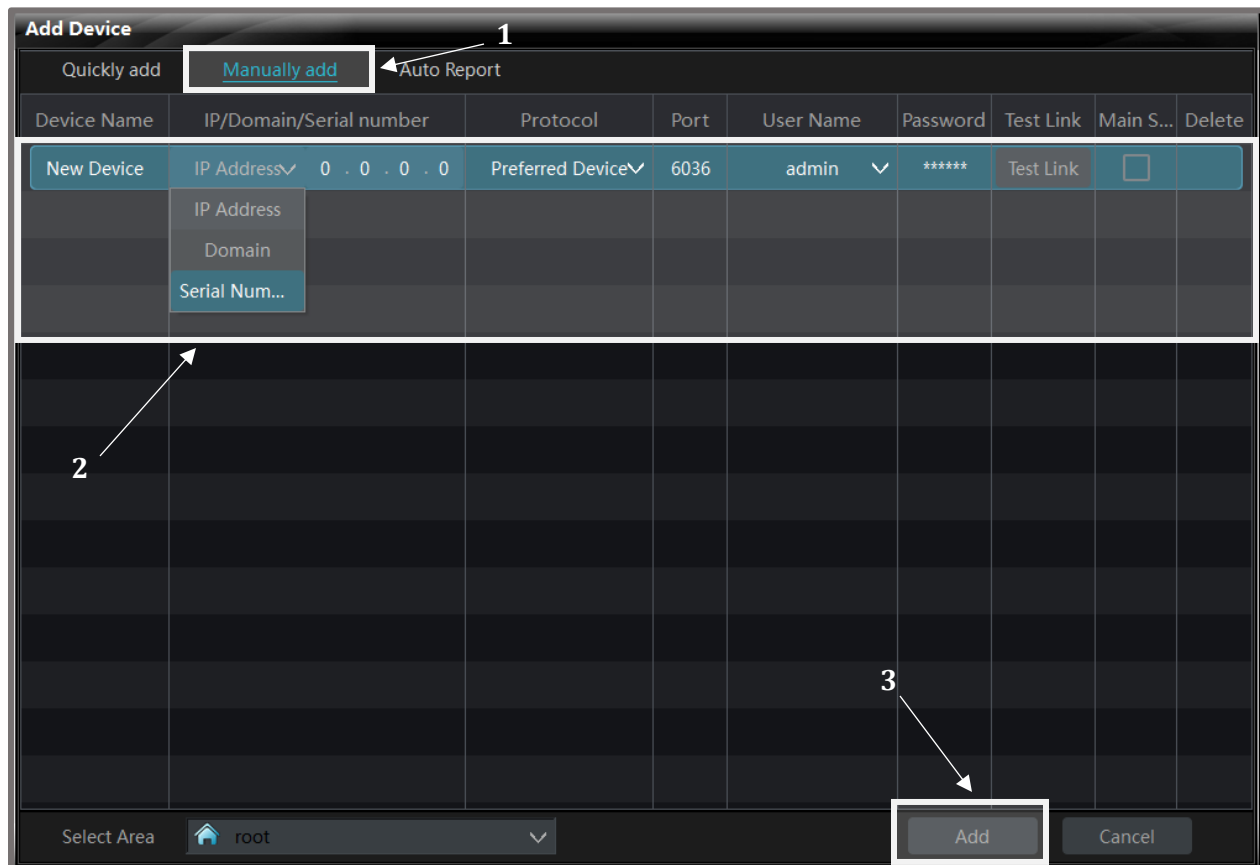 Add Device
1
Quickly add Manually add Auto Report
Device Name IP/Domain/Serial number Protocol Port User Name Password Test Link Main S... Delete
New Device IP Address 0 . 0 . 0 . 0 Preferred Device 6036 admin ****** Test Link
IP Address
Domain
Serial Num...
2
3
Select Area root Add Cancel